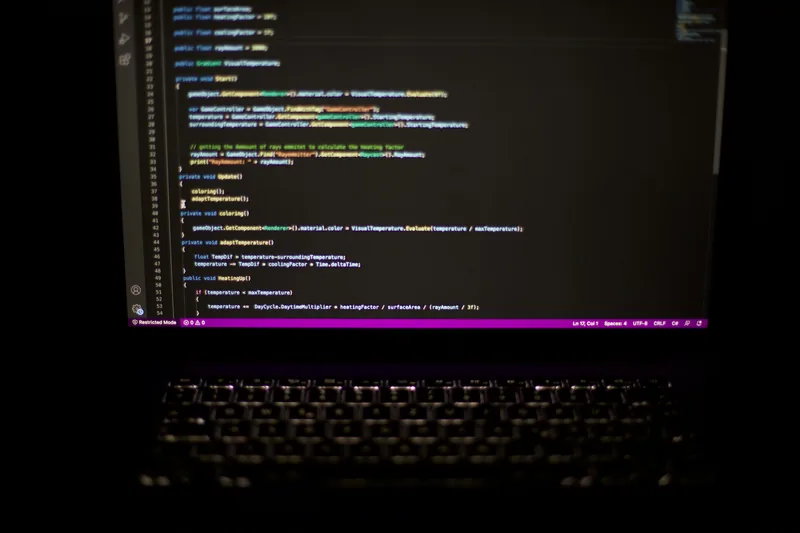 public float surfaceArea;
public float heatingFactor = 10f;
public float coolingFactor = 1f;
public float rayAmount = 5000;
public Gradient VisualTemperature;
private void Start()
{
gameObject.GetComponent<Renderer>().material.color = VisualTemperature.Evaluate(0f);
var GameController = GameObject.FindWithTag("GameController");
temperature = GameController.GetComponent<gameController>().StartingTemperature;
surroundingTemperature = GameController.GetComponent<gameController>().StartingTemperature;
// getting the Amount of rays emmited to calculate the heating factor
rayAmount = GameObject.Find("Rayemitter").GetComponent<Raycast>().RayAmount;
print("RayAmmount: " + rayAmount);
}
private void Update()
{
coloring();
adaptTemperature();
}
private void coloring()
{
gameObject.GetComponent<Renderer>().material.color = VisualTemperature.Evaluate(temperature / maxTemperature);
}
private void adaptTemperature()
{
float TempDif = temperature-surroundingTemperature;
temperature -= TempDif * coolingFactor * Time.deltaTime;
}
public void HeatingUp()
{
if (temperature < maxTemperature)
{
temperature += DayCycle.DaytimeMultiplier * heatingFactor / surfaceArea / (rayAmount / 3f);
}
Restricted Mode 0 0 Ln 17, Col 1 Spaces: 4 UTF-8 CRLF C#